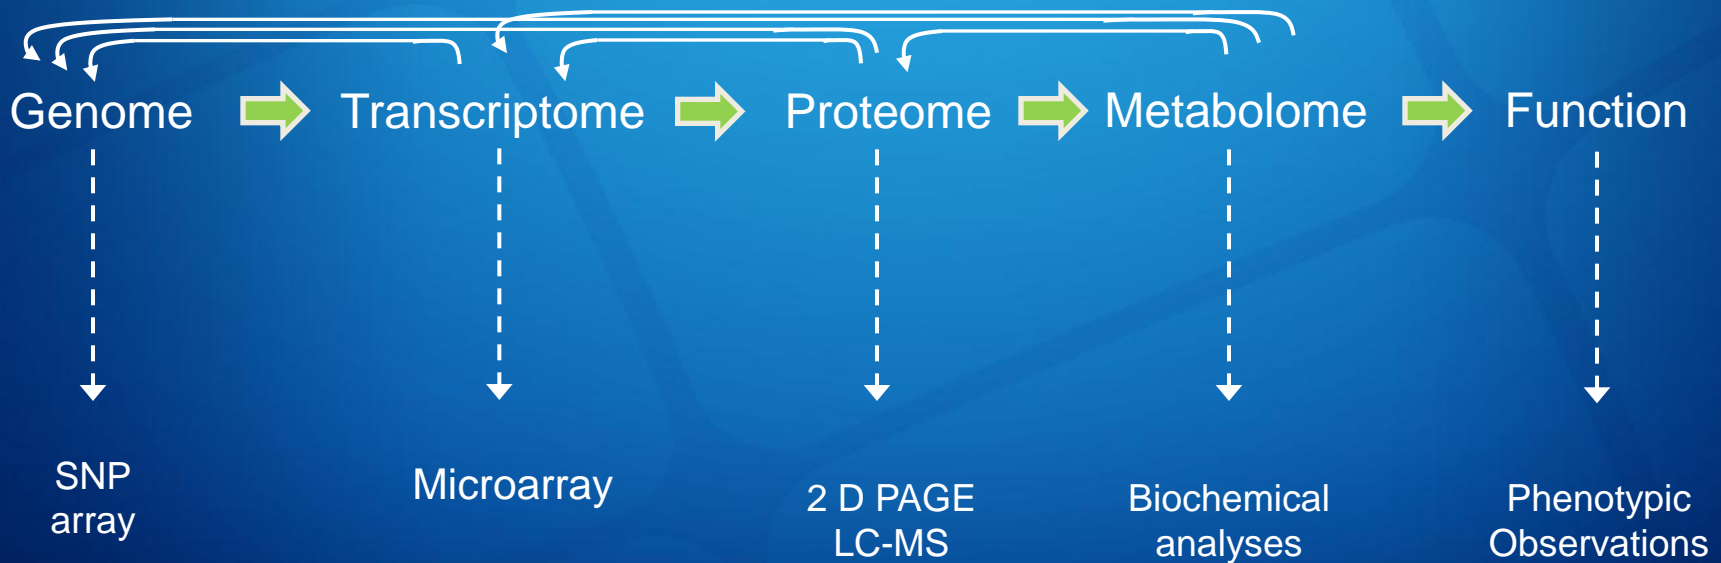 Genome
Transcriptome
Proteome
Metabolome
Function
SNP
array
Microarray
2 D PAGE
LC-MS
Biochemical
analyses
Phenotypic
Observations